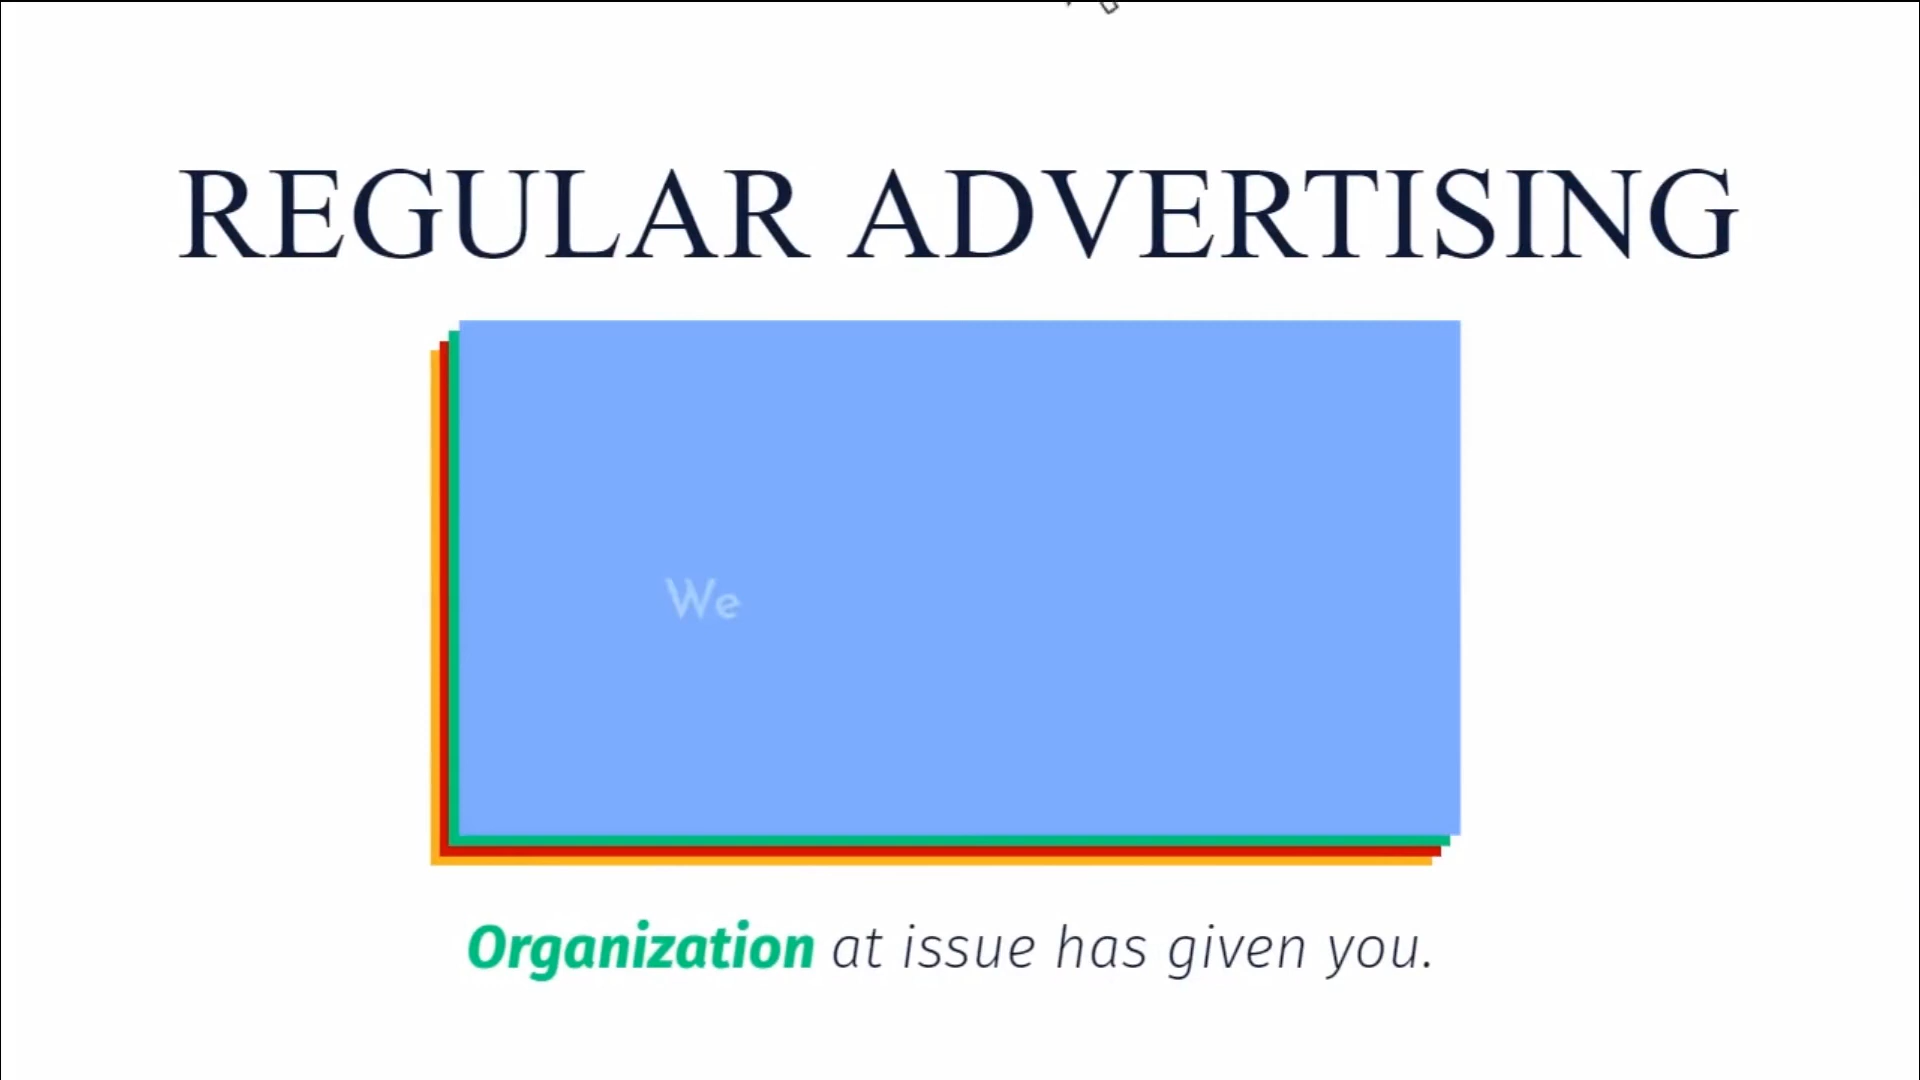 REGULAR ADVERTISING
We
Organization at issue has given you.